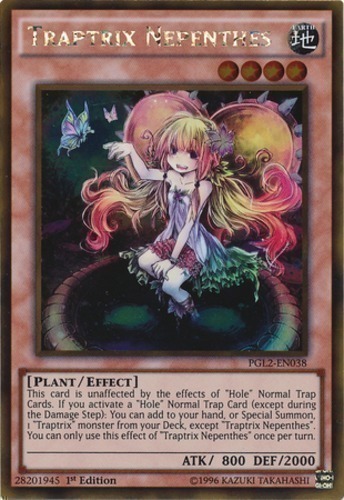 TRAPTRIX NEPENTHES
EARTH
地
PGL2-EN038
[PLANT/EFFECT]
This card is unaffected by the effects of "Hole" Normal
Trap Cards. If you activate a "Hole" Normal Trap Card (except during
the Damage Step): You can add to your hand, or Special Summon,
1 "Traptrix" monster from your Deck, except "Traptrix Nepenthes".
You can only use this effect of "Traptrix Nepenthes" once per turn.
ATK/ 800 DEF/2000
28201945 1st Edition ©1996 KAZUKI TAKAHASHI